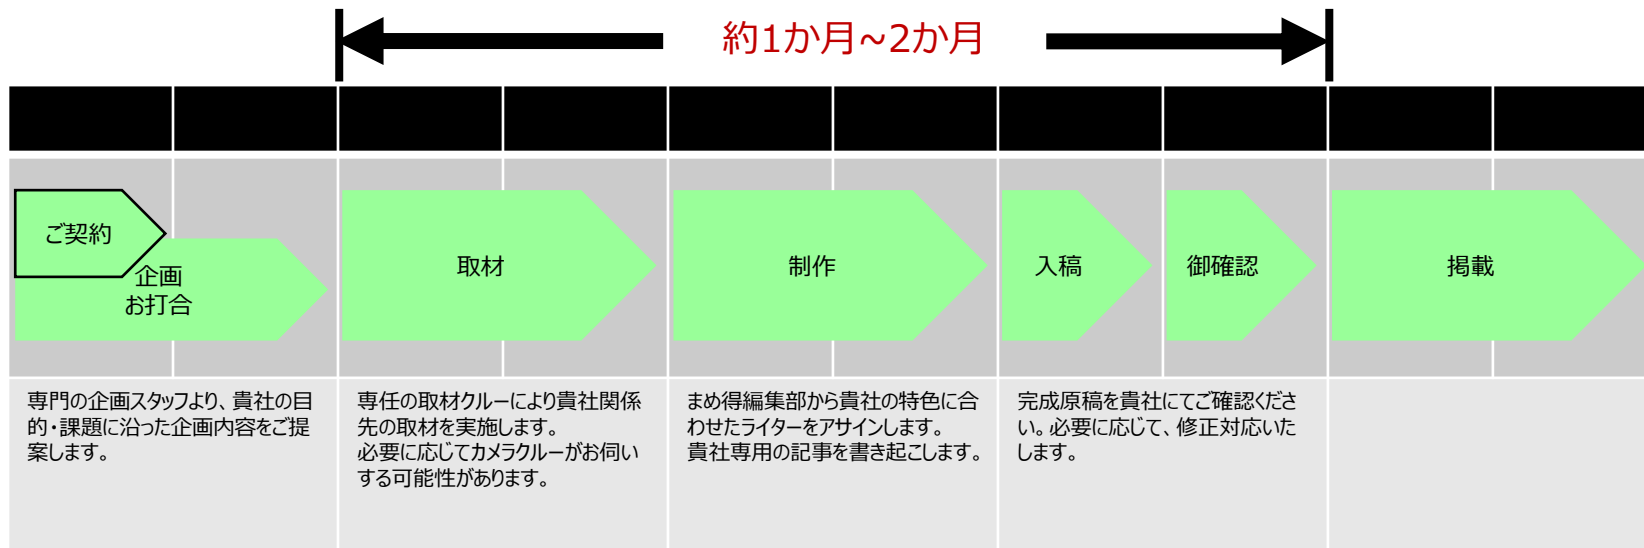 約1か月~2か月
ご契約
企画
お打合
取材
制作
入稿
御確認
掲載
専門の企画スタッフより、貴社の目
的・課題に沿った企画内容をご提
案します。
専任の取材クルーにより貴社関係
先の取材を実施します。
必要に応じてカメラクルーがお伺い
する可能性があります。
まめ得編集部から貴社の特色に合
わせたライターをアサインします。
貴社専用の記事を書き起こします。
完成原稿を貴社にてご確認くださ
い。必要に応じて、修正対応いた
します。